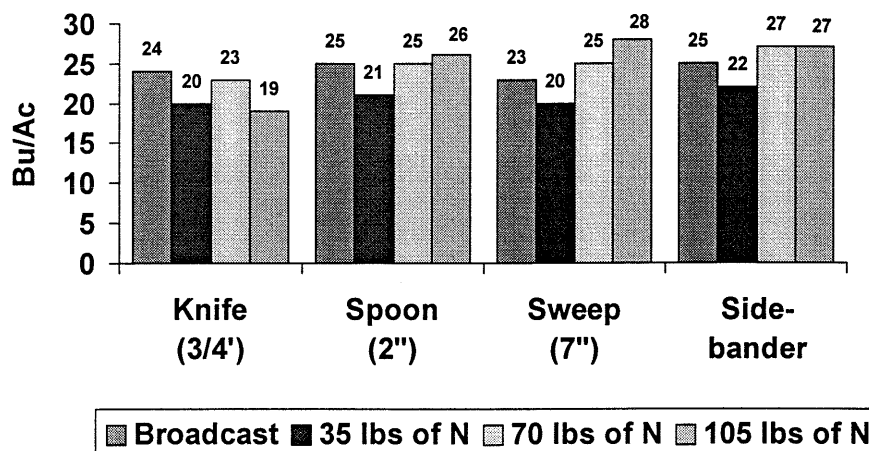 Bu/Ac
30
25
20
15
10
5
0
24 20 23 19
25 21 25 26
23 20 25 28
25 22 27 27
Knife
(3/4')
Spoon
(2")
Sweep
(7")
Side-
bander
Broadcast 35 lbs of N 70 lbs of N 105 lbs of N